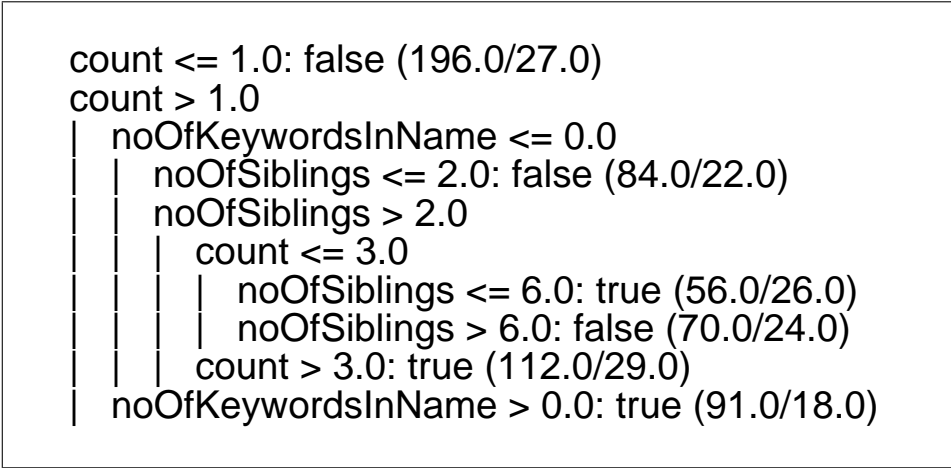 count <= 1.0: false (196.0/27.0)
count > 1.0
| noOfKeywordsInName <= 0.0
| | noOfSiblings <= 2.0: false (84.0/22.0)
| | noOfSiblings > 2.0
| | | count <= 3.0
| | | | noOfSiblings <= 6.0: true (56.0/26.0)
| | | | noOfSiblings > 6.0: false (70.0/24.0)
| | | count > 3.0: true (112.0/29.0)
| noOfKeywordsInName > 0.0: true (91.0/18.0)